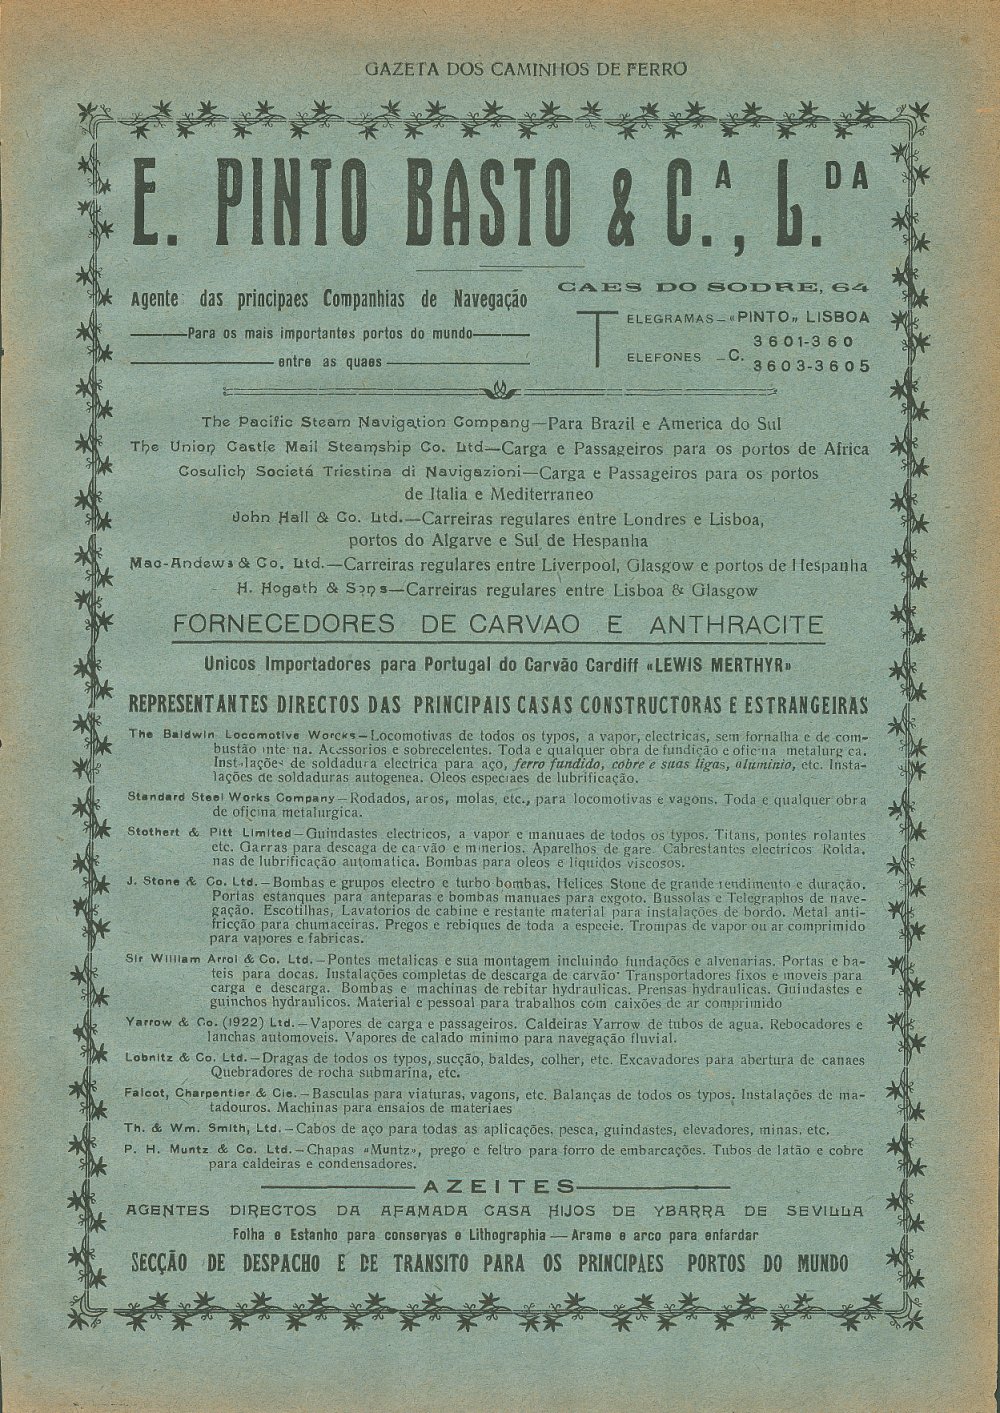 GAZETA DOS CAMINHOS DE FERRO
E. PINTO BASTO & C.ª, L.DA
Agente das principaes Companhias de Navegação
Para os mais importantes portos do mundo
entre as quaes
CAES DO SODRE, 64
TELEGRAMAS—«PINTO» LISBOA
TELEFONES —C. 3601-360
3603-3605
The Pacific Steam Navigation Company—Para Brazil e America do Sul
The Union Castle Mail Steamship Co. Ltd—Carga e Passageiros para os portos de Africa
Cosulich Societá Triestina di Navigazioni—Carga e Passageiros para os portos
de Italia e Mediterraneo
John Hall & Co. Ltd.—Carreiras regulares entre Londres e Lisboa,
portos do Algarve e Sul de Hespanha
Mac-Andews & Co. Ltd.—Carreiras regulares entre Liverpool, Glasgow e portos de Hespanha
H. Hogath & Sons—Carreiras regulares entre Lisboa & Glasgow
FORNECEDORES DE CARVAO E ANTHRACITE
Unicos Importadores para Portugal do Carvão Cardiff «LEWIS MERTHYR»
REPRESENTANTES DIRECTOS DAS PRINCIPAIS CASAS CONSTRUCTORAS E ESTRANGEIRAS
The Baldwin Locomotive Worcks—Locomotivas de todos os typos, a vapor, electricas, sem fornalha e de com-
bustão interna. Acessorios e sobrecelentes. Toda e qualquer obra de fundição e oficina metalurgica.
Instalações de soldadura electrica para aço, ferro fundido, cobre e suas ligas, aluminio, etc. Insta-
lações de soldaduras autogenea. Oleos especiaes de lubrificação.
Standard Steel Works Company—Rodados, aros, molas, etc., para locomotivas e vagons. Toda e qualquer obra
de oficina metalurgica.
Stothert & Pitt Limited—Guindastes electricos, a vapor e manuaes de todos os typos. Titans, pontes rolantes
etc. Garras para descaga de carvão e minerios. Aparelhos de gare. Cabrestantes electricos Rolda.
nas de lubrificação automatica. Bombas para oleos e liquidos viscosos.
J. Stone & Co. Ltd.—Bombas e grupos electro e turbo bombas. Helices Stone de grande rendimento e duração.
Portas estanques para anteparas e bombas manuaes para exgoto. Bussolas e Telegraphos de nave-
gação. Escotilhas, Lavatorios de cabine e restante material para instalações de bordo. Metal anti-
fricção para chumaceiras. Pregos e rebiques de toda a especie. Trompas de vapor ou ar comprimido
para vapores e fabricas.
Sir William Arrol & Co. Ltd.—Pontes metalicas e sua montagem incluindo fundações e alvenarias. Portas e ba-
teis para docas. Instalações completas de descarga de carvão Transportadores fixos e moveis para
carga e descarga. Bombas e machinas de rebitar hydraulicas. Prensas hydraulicas. Guindastes e
guinchos hydraulicos. Material e pessoal para trabalhos com caixões de ar comprimido
Yarrow & Co. (1922) Ltd.—Vapores de carga e passageiros. Caldeiras Yarrow de tubos de agua. Rebocadores e
lanchas automoveis. Vapores de calado minimo para navegação fluvial.
Lobnitz & Co. Ltd.—Dragas de todos os typos, sucção, baldes, colher, etc. Excavadores para abertura de canaes
Quebradores de rocha submarina, etc.
Falcot, Charpentier & Cie.—Basculas para viaturas, vagons, etc. Balanças de todos os typos. Instalações de ma-
tadouros. Machinas para ensaios de materiaes
Th. & Wm. Smith, Ltd.—Cabos de aço para todas as aplicações, pesca, guindastes, elevadores, minas, etc.
P. H. Muntz & Co. Ltd.—Chapas «Muntz», prego e feltro para forro de embarcações. Tubos de latão e cobre
para caldeiras e condensadores.
AZEITES
AGENTES DIRECTOS DA AFAMADA CASA HIJOS DE YBARRA DE SEVILLA
Folha e Estanho para conservas e Lithographia — Arame e arco para enfardar
SECÇÃO DE DESPACHO E DE TRANSITO PARA OS PRINCIPAES PORTOS DO MUNDO